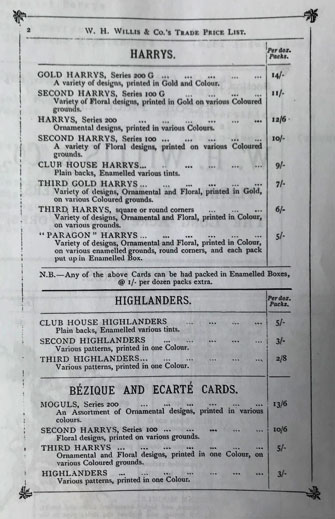 2 W. H. WILLIS & CO.'S TRADE PRICE LIST.
HARRYS. Per doz. Packs.
GOLD HARRYS, Series 200 G ... ... ... ... ... 14/-
A variety of designs, printed in Gold and Colour.
SECOND HARRYS, Series 100 G ... ... ... ... 11/-
Variety of Floral designs, printed in Gold on various Coloured
grounds.
HARRYS, Series 200 ... ... ... ... ... 12/6
Ornamental designs, printed in various Colours.
SECOND HARRYS, Series 100 ... ... ... ... ... 10/-
A variety of Floral designs, printed on various Coloured
grounds.
CLUB HOUSE HARRYS... ... ... ... ... ... 9/-
Plain backs, Enamelled various tints.
THIRD GOLD HARRYS ... ... ... ... ... ... 7/-
Variety of designs, Ornamental and Floral, printed in Gold,
on various Coloured grounds.
THIRD HARRYS, square or round corners ... ... ... 6/-
Variety of designs, Ornamental and Floral, printed in Colour,
on various grounds.
"PARAGON" HARRYS ... ... ... ... ... ... 5/-
Variety of designs, Ornamental and Floral, printed in Colour,
on various enamelled grounds, round corners, and each pack
put up in Enamelled Box.
N.B.—Any of the above Cards can be had packed in Enamelled Boxes,
@ 1/- per dozen packs extra.
HIGHLANDERS. Per doz. Packs.
CLUB HOUSE HIGHLANDERS ... ... ... ... 5/-
Plain backs, Enamelled various tints.
SECOND HIGHLANDERS ... ... ... ... ... 3/-
Various patterns, printed in one Colour.
THIRD HIGHLANDERS... ... ... ... ... ... 2/8
Various patterns, printed in one Colour.
BÉZIQUE AND ECARTÉ CARDS.
MOGULS, Series 200 ... ... ... ... ... 13/6
An Assortment of Ornamental designs, printed in various
colours.
SECOND HARRYS, Series 100 ... ... ... ... ... 10/6
Floral designs, printed on various grounds.
THIRD HARRYS ... ... ... ... ... ... ... 5/-
Ornamental and Floral designs, printed in one Colour, on
various Coloured grounds.
HIGHLANDERS ... ... ... ... ... ... ... 3/-
Various patterns, printed in one Colour.